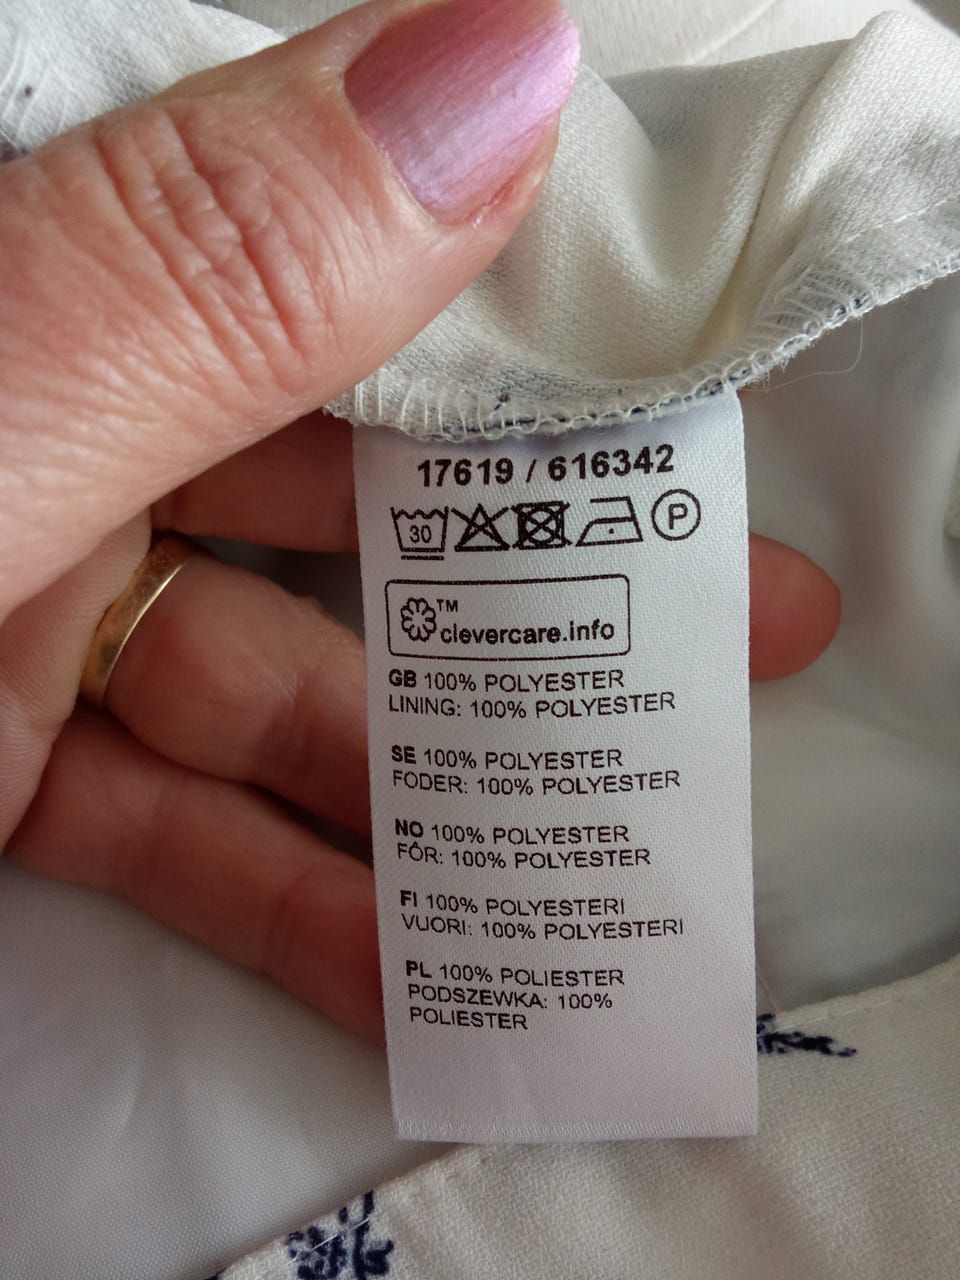 17619 / 616342
30
P
TM
clevercare.info
GB 100% POLYESTER
LINING: 100% POLYESTER
SE 100% POLYESTER
FODER: 100% POLYESTER
NO 100% POLYESTER
FÔR: 100% POLYESTER
FI 100% POLYESTERI
VUORI: 100% POLYESTERI
PL 100% POLIESTER
PODSZEWKA: 100%
POLIESTER